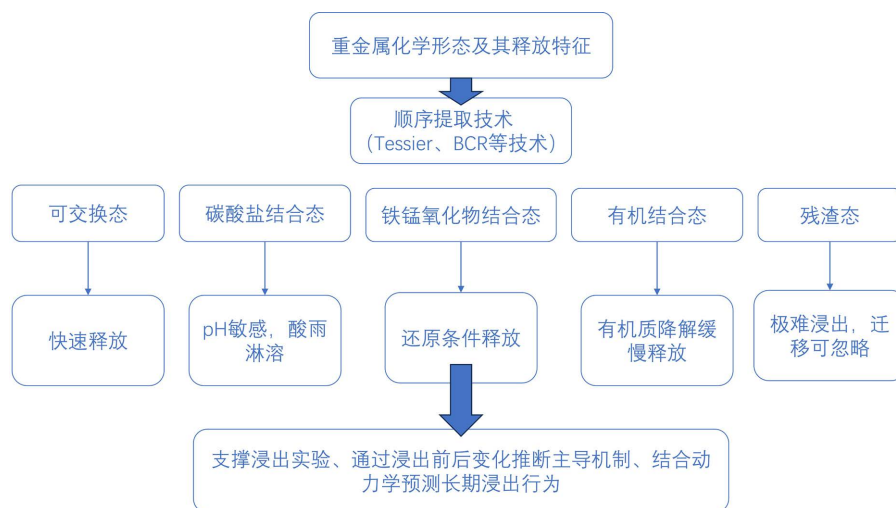 重金属化学形态及其释放特征
顺序提取技术
（Tessier、BCR等技术）
可交换态
碳酸盐结合态
铁锰氧化物结合态
有机结合态
残渣态
快速释放
pH敏感，酸雨
淋溶
还原条件释放
有机质降解缓
慢释放
极难浸出，迁
移可忽略
支撑浸出实验、通过浸出前后变化推断主导机制、结合动
力学预测长期浸出行为